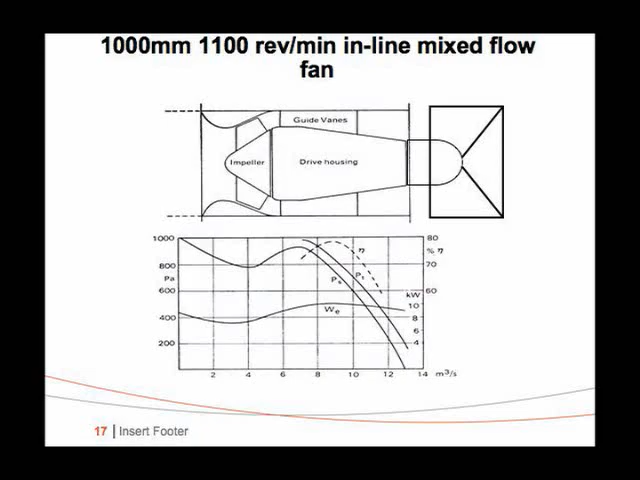 1000mm 1100 rev/min in-line mixed flow
fan
Guide Vanes
Impeller
Drive housing
1000
800
Pa
600
400
200
80
% η
70
60
kW
10
8
6
4
η
Pt
Ps
We
2
4
6
8
10
12
14
m³/s
17 Insert Footer